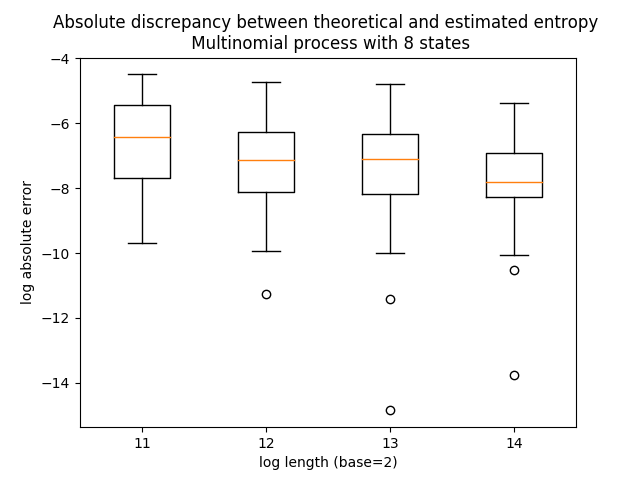 Absolute discrepancy between theoretical and estimated entropy
Multinomial process with 8 states
−4
−6
−8
−10
−12
−14
log absolute error
11 12 13 14
log length (base=2)